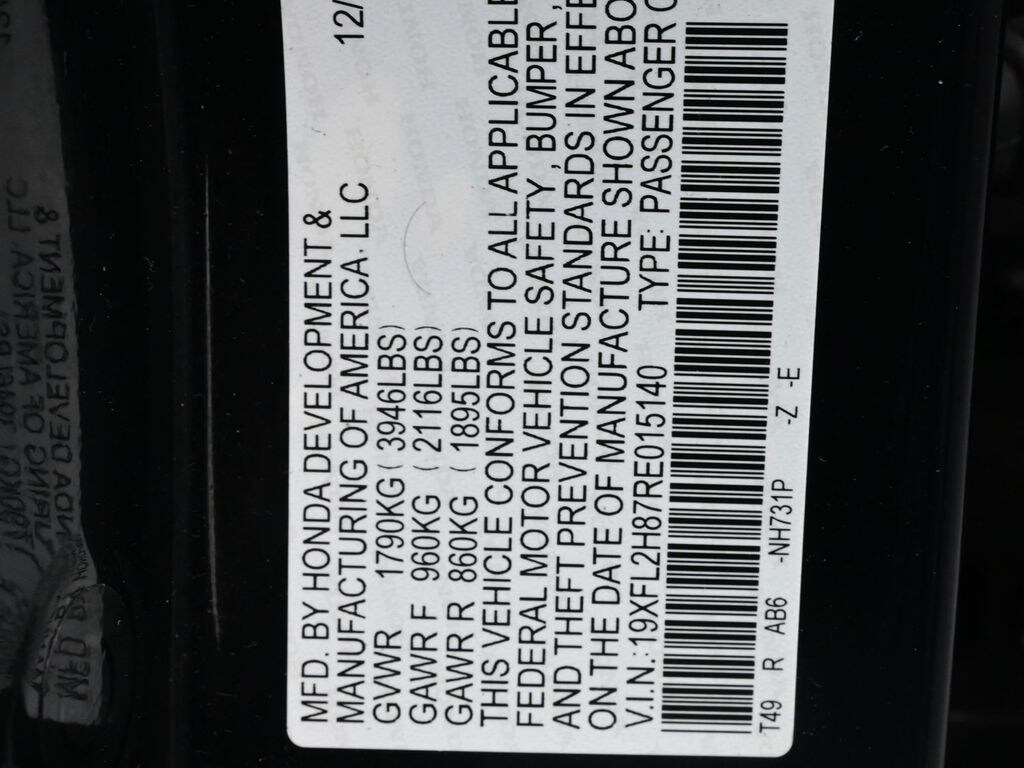 MFD. BY HONDA DEVELOPMENT &
MANUFACTURING OF AMERICA. LLC 12/
GVWR 1790KG ( 3946LBS)
GAWR F 960KG ( 2116LBS)
GAWR R 860KG ( 1895LBS)
THIS VEHICLE CONFORMS TO ALL APPLICABLE
FEDERAL MOTOR VEHICLE SAFETY , BUMPER ,
AND THEFT PREVENTION STANDARDS IN EFFE
ON THE DATE OF MANUFACTURE SHOWN ABO
V.I.N.: 19XFL2H87RE015140 TYPE: PASSENGER C
T49 R AB6 -NH731P -Z -E